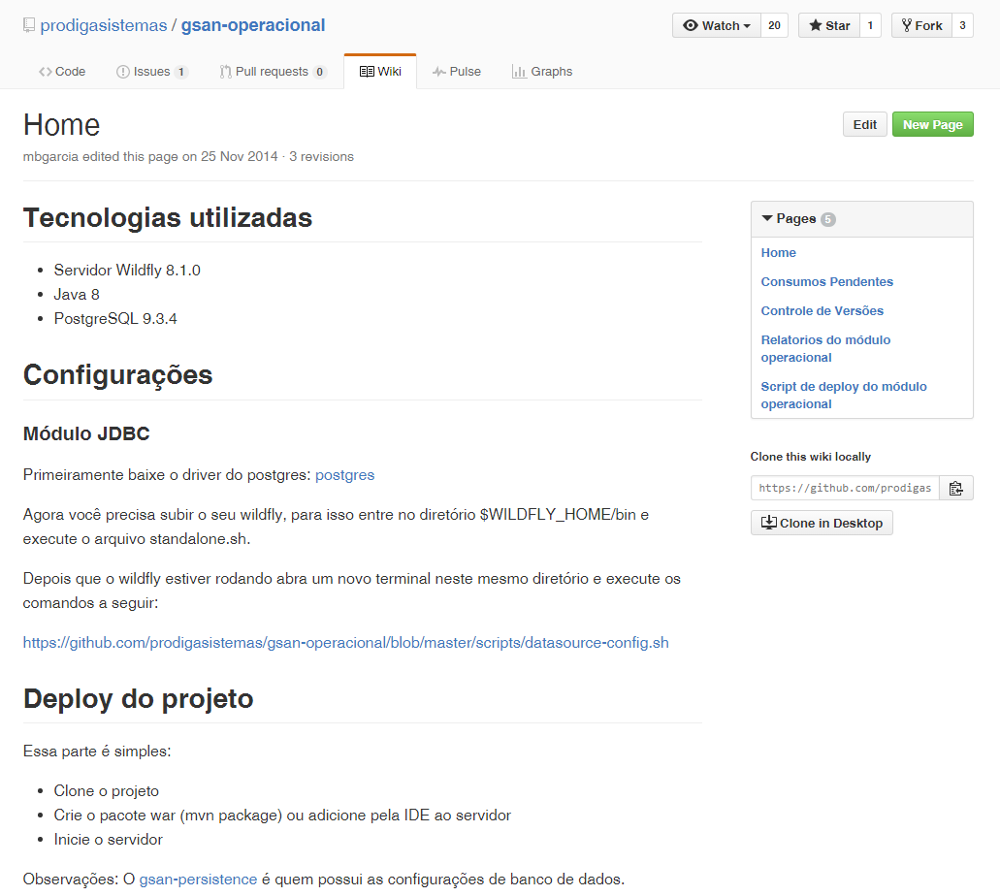 prodigasistemas / gsan-operacional
Watch 20 Star 1 Fork 3
Code Issues 1 Pull requests 0 Wiki Pulse Graphs
Home
Edit New Page
mbgarcia edited this page on 25 Nov 2014 · 3 revisions
Tecnologias utilizadas
• Servidor Wildfly 8.1.0
• Java 8
• PostgreSQL 9.3.4
Configurações
Módulo JDBC
Primeiramente baixe o driver do postgres: postgres
Agora você precisa subir o seu wildfly, para isso entre no diretório $WILDFLY_HOME/bin e
execute o arquivo standalone.sh.
Depois que o wildfly estiver rodando abra um novo terminal neste mesmo diretório e execute os
comandos a seguir:
https://github.com/prodigasistemas/gsan-operacional/blob/master/scripts/datasource-config.sh
Deploy do projeto
Essa parte é simples:
• Clone o projeto
• Crie o pacote war (mvn package) ou adicione pela IDE ao servidor
• Inicie o servidor
Observações: O gsan-persistence é quem possui as configurações de banco de dados.
Pages 5
Home
Consumos Pendentes
Controle de Versões
Relatorios do módulo
operacional
Script de deploy do módulo
operacional
Clone this wiki locally
https://github.com/prodigas
Clone in Desktop